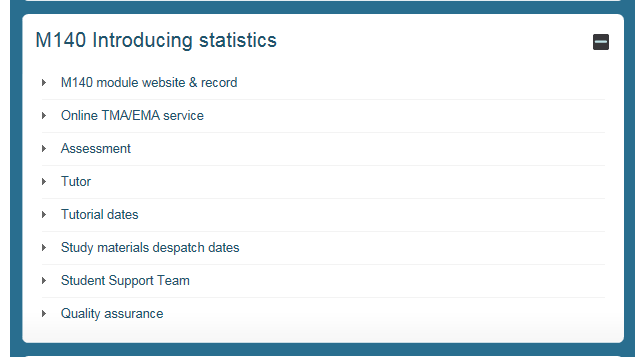 M140 Introducing statistics
M140 module website & record
Online TMA/EMA service
Assessment
Tutor
Tutorial dates
Study materials despatch dates
Student Support Team
Quality assurance